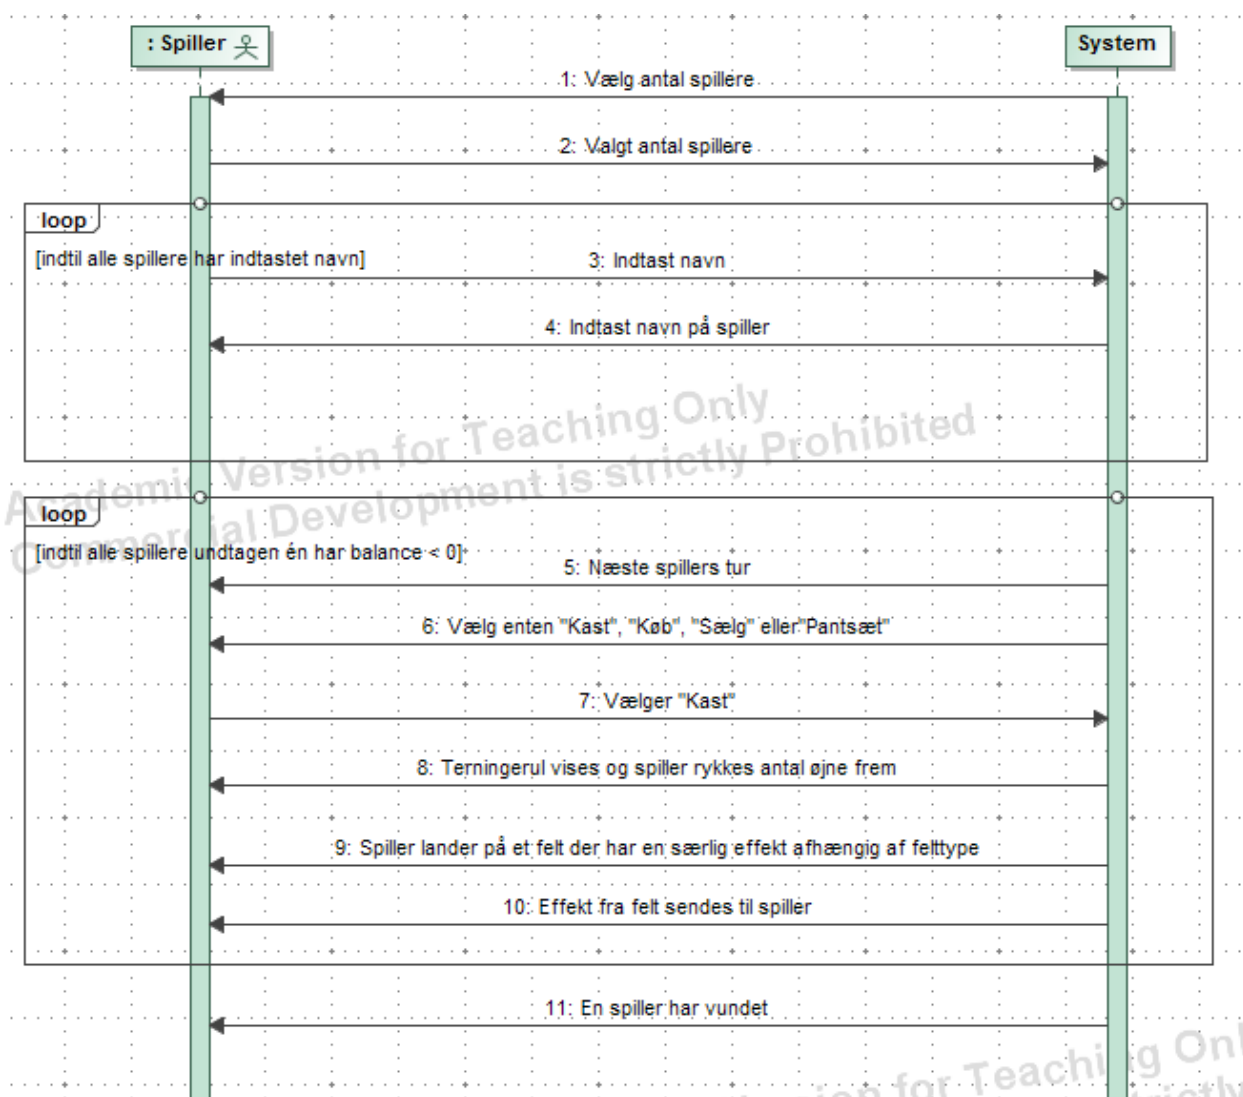 : Spiller
System
1: Vælg antal spillere
2: Valgt antal spillere
loop
[indtil alle spillere har indtastet navn]
3: Indtast navn
4: Indtast navn på spiller
Academic Version for Teaching Only
Commercial Development is strictly Prohibited
loop
[indtil alle spillere undtagen én har balance < 0]
5: Næste spillers tur
6: Vælg enten "Kast", "Køb", "Sælg" eller"Pantsæt"
7: Vælger "Kast"
8: Terningerul vises og spiller rykkes antal øjne frem
9: Spiller lander på et felt der har en særlig effekt afhængig af felttype
10: Effekt fra felt sendes til spiller
11: En spiller har vundet
for Teaching